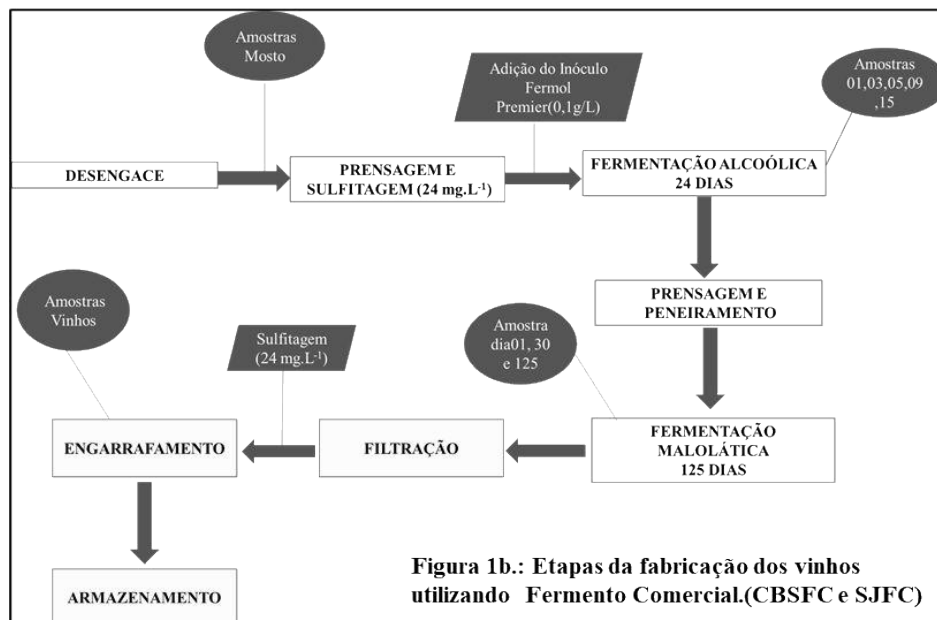 Amostras
Mosto
Adição do Inóculo
Fermol
Premier(0,1g/L)
Amostras
01,03,05,09
,15
DESENGACE
PRENSAGEM E
SULFITAGEM (24 mg.L-1)
FERMENTAÇÃO ALCOÓLICA
24 DIAS
PRENSAGEM E
PENEIRAMENTO
Amostras
Vinhos
Sulfitagem
(24 mg.L-1)
Amostra
dia01, 30
e 125
ENGARRAFAMENTO
FILTRAÇÃO
FERMENTAÇÃO
MALOLÁTICA
125 DIAS
ARMAZENAMENTO
Figura 1b.: Etapas da fabricação dos vinhos
utilizando Fermento Comercial.(CBSFC e SJFC)